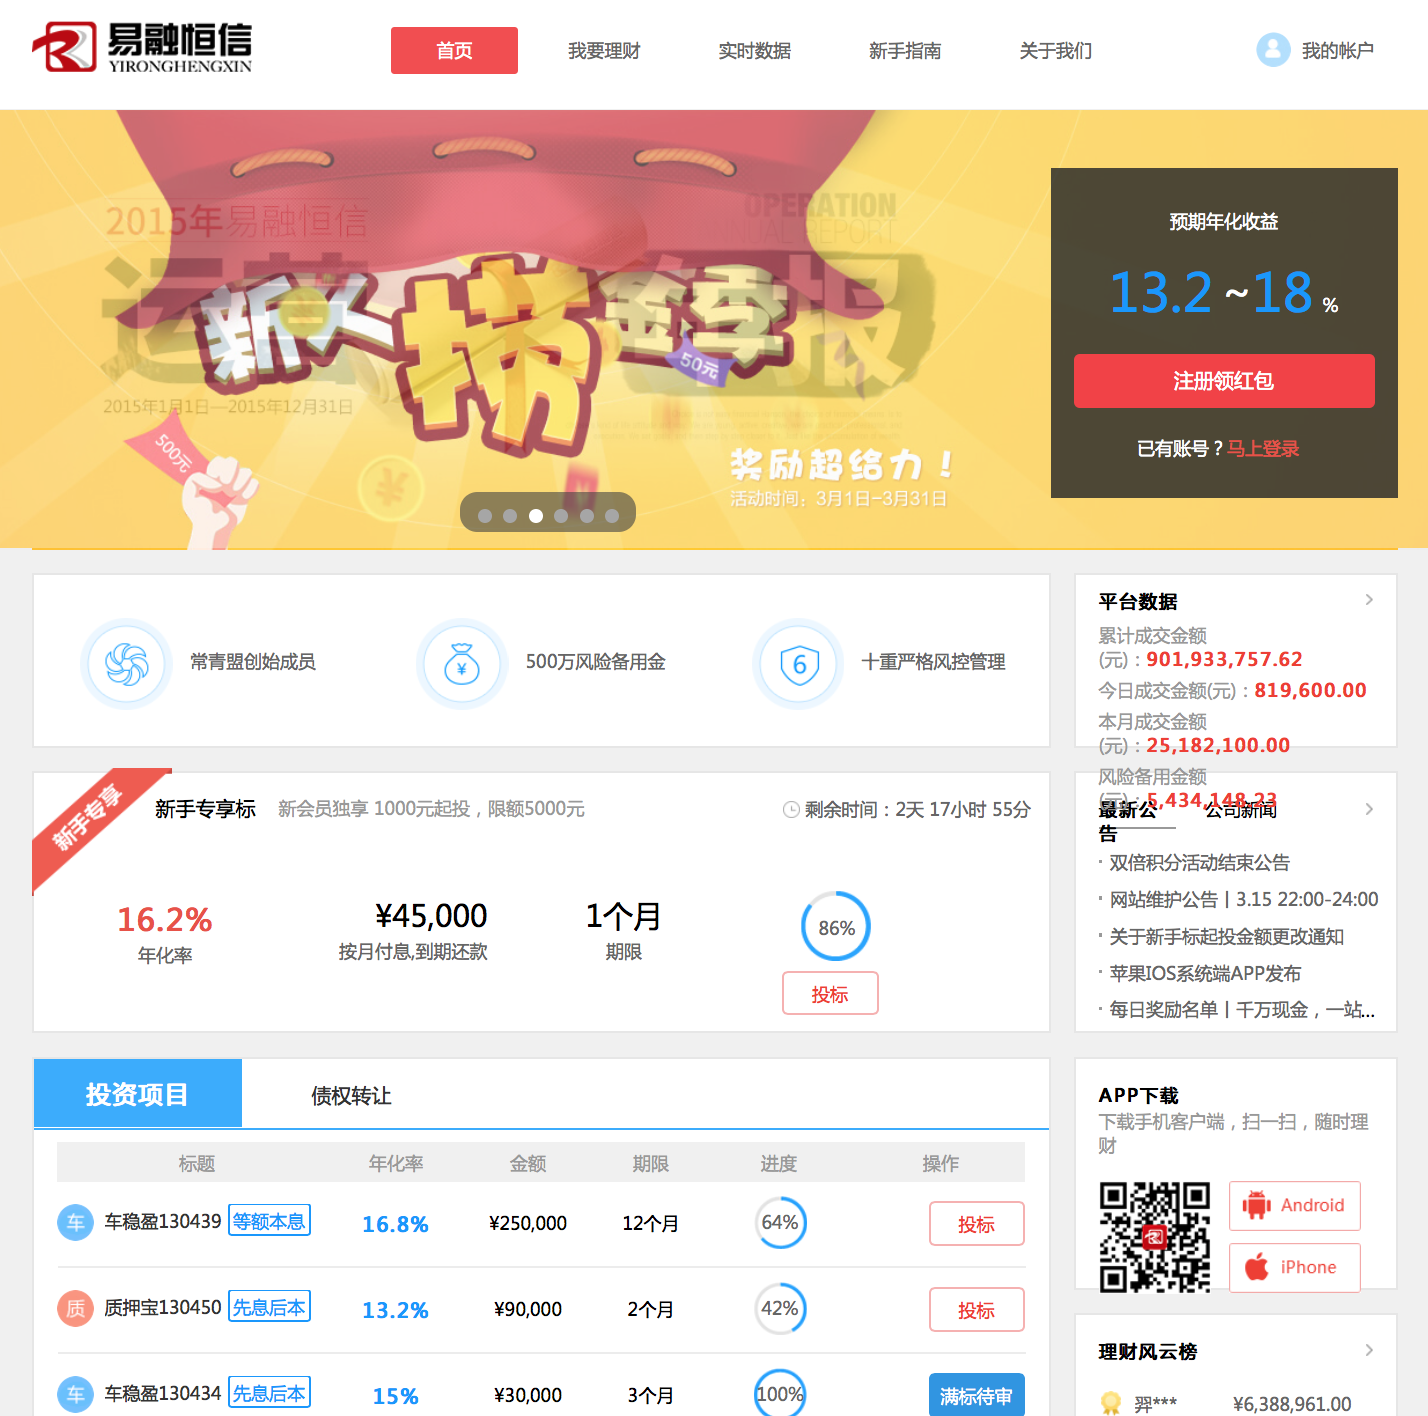 易融恒信
YIRONGHENGXIN
首页
我要理财
实时数据
新手指南
关于我们
我的帐户
2015年易融恒信
OPERATION
ANNUAL REPORT
运营
年季报
新人
50元
500元
2015年1月1日—2015年12月31日
奖励超给力！
活动时间：3月1日-3月31日
预期年化收益
13.2 ~ 18 %
注册领红包
已有账号？马上登录
常青盟创始成员
500万风险备用金
十重严格风控管理
平台数据
累计成交金额
(元)：901,933,757.62
今日成交金额(元)：819,600.00
本月成交金额
(元)：25,182,100.00
风险备用金额
(元)：5,434,148.23
新手专享
新手专享标
新会员独享 1000元起投，限额5000元
剩余时间：2天 17小时 55分
16.2%
年化率
¥45,000
按月付息,到期还款
1个月
期限
86%
投标
最新公
告
公司新闻
双倍积分活动结束公告
网站维护公告丨3.15 22:00-24:00
关于新手标起投金额更改通知
苹果IOS系统端APP发布
每日奖励名单丨千万现金，一站...
投资项目
债权转让
标题 年化率 金额 期限 进度 操作
车 车稳盈130439 等额本息 16.8% ¥250,000 12个月 64% 投标
质 质押宝130450 先息后本 13.2% ¥90,000 2个月 42% 投标
车 车稳盈130434 先息后本 15% ¥30,000 3个月 100% 满标待审
APP下载
下载手机客户端，扫一扫，随时理
财
Android
iPhone
理财风云榜
羿*** ¥6,388,961.00